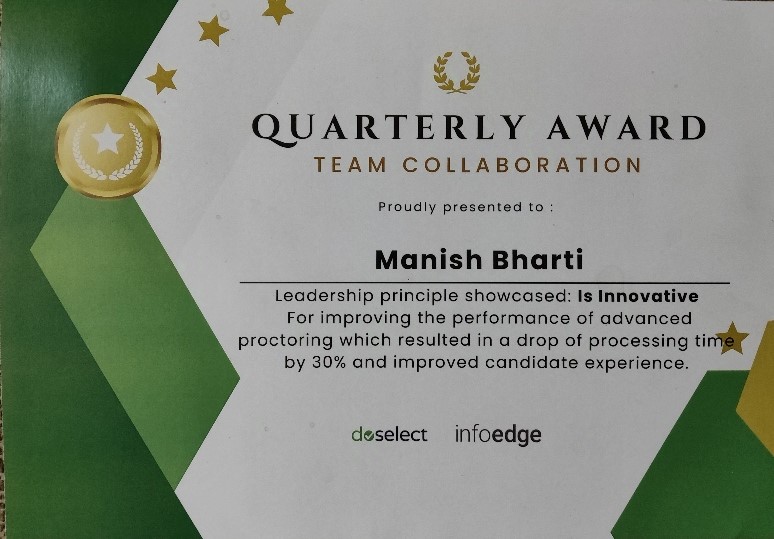 QUARTERLY AWARD
TEAM COLLABORATION
Proudly presented to :
Manish Bharti
Leadership principle showcased: Is Innovative
For improving the performance of advanced
proctoring which resulted in a drop of processing time
by 30% and improved candidate experience.
doselect infoedge